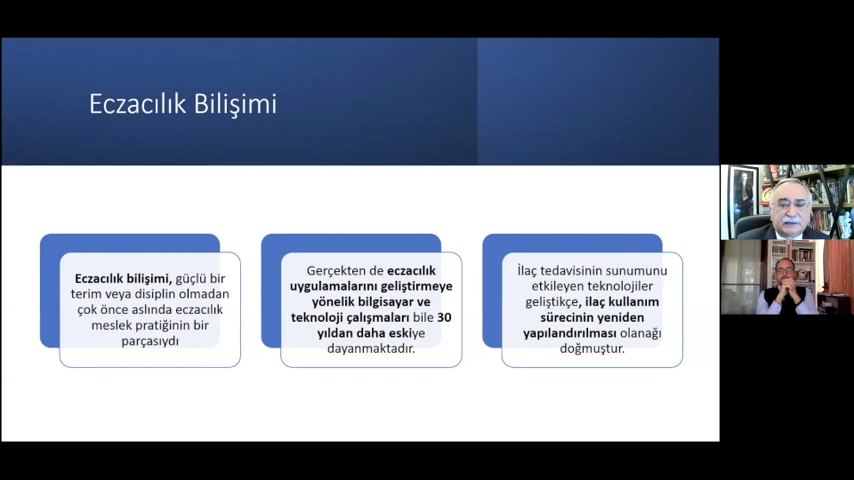 Eczacılık Bilişimi
Eczacılık bilişimi, güçlü bir
terim veya disiplin olmadan
çok önce aslında eczacılık
meslek pratiğinin bir
parçasıydı
Gerçekten de eczacılık
uygulamalarını geliştirmeye
yönelik bilgisayar ve
teknoloji çalışmaları bile 30
yıldan daha eskiye
dayanmaktadır.
İlaç tedavisinin sunumunu
etkileyen teknolojiler
geliştikçe, ilaç kullanım
sürecinin yeniden
yapılandırılması olanağı
doğmuştur.